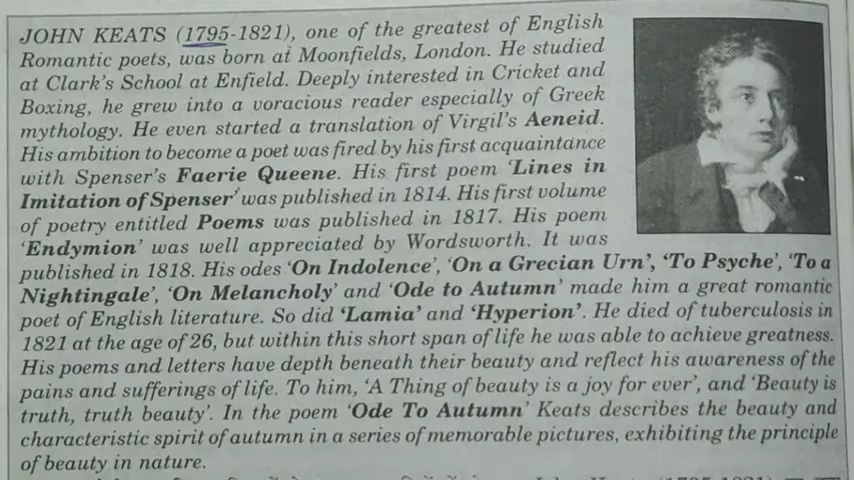 JOHN KEATS (1795-1821), one of the greatest of English
Romantic poets, was born at Moonfields, London. He studied
at Clark's School at Enfield. Deeply interested in Cricket and
Boxing, he grew into a voracious reader especially of Greek
mythology. He even started a translation of Virgil's Aeneid.
His ambition to become a poet was fired by his first acquaintance
with Spenser's Faerie Queene. His first poem 'Lines in
Imitation of Spenser' was published in 1814. His first volume
of poetry entitled Poems was published in 1817. His poem
'Endymion' was well appreciated by Wordsworth. It was
published in 1818. His odes 'On Indolence', 'On a Grecian Urn', 'To Psyche', 'To a
Nightingale', 'On Melancholy' and 'Ode to Autumn' made him a great romantic
poet of English literature. So did 'Lamia' and 'Hyperion'. He died of tuberculosis in
1821 at the age of 26, but within this short span of life he was able to achieve greatness.
His poems and letters have depth beneath their beauty and reflect his awareness of the
pains and sufferings of life. To him, 'A Thing of beauty is a joy for ever', and 'Beauty is
truth, truth beauty'. In the poem 'Ode To Autumn' Keats describes the beauty and
characteristic spirit of autumn in a series of memorable pictures, exhibiting the principle
of beauty in nature.